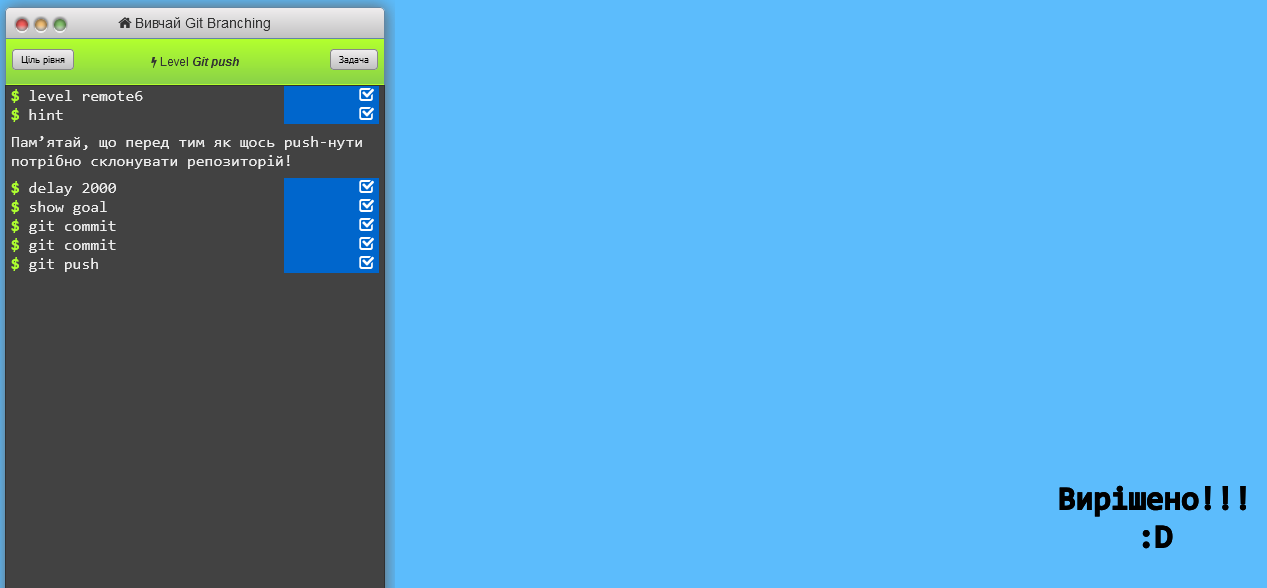 Вивчай Git Branching
Ціль рівня
Level Git push
Задача
$ level remote6
$ hint
Пам’ятай, що перед тим як щось push-нути
потрібно склонувати репозиторій!
$ delay 2000
$ show goal
$ git commit
$ git commit
$ git push
Вирішено!!!
:D